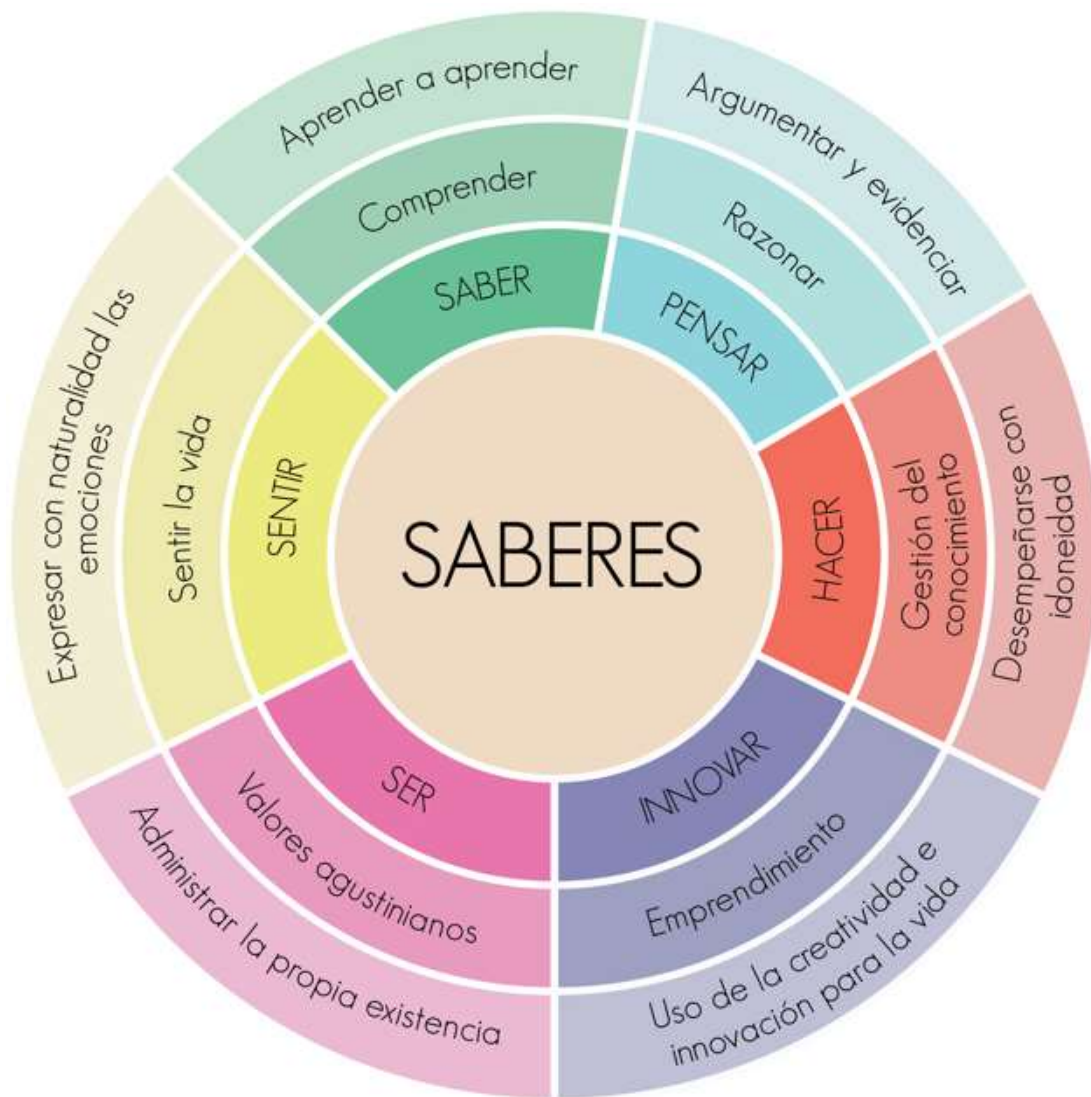 SABERES
SABER
Comprender
Aprender a aprender
PENSAR
Razonar
Argumentar y evidenciar
HACER
Gestión del
conocimiento
Desempeñarse con
idoneidad
INNOVAR
Emprendimiento
Uso de la creatividad e
innovación para la vida
SER
Valores agustinianos
Administrar la propia existencia
SENTIR
Sentir la vida
Expresar con naturalidad las
emociones